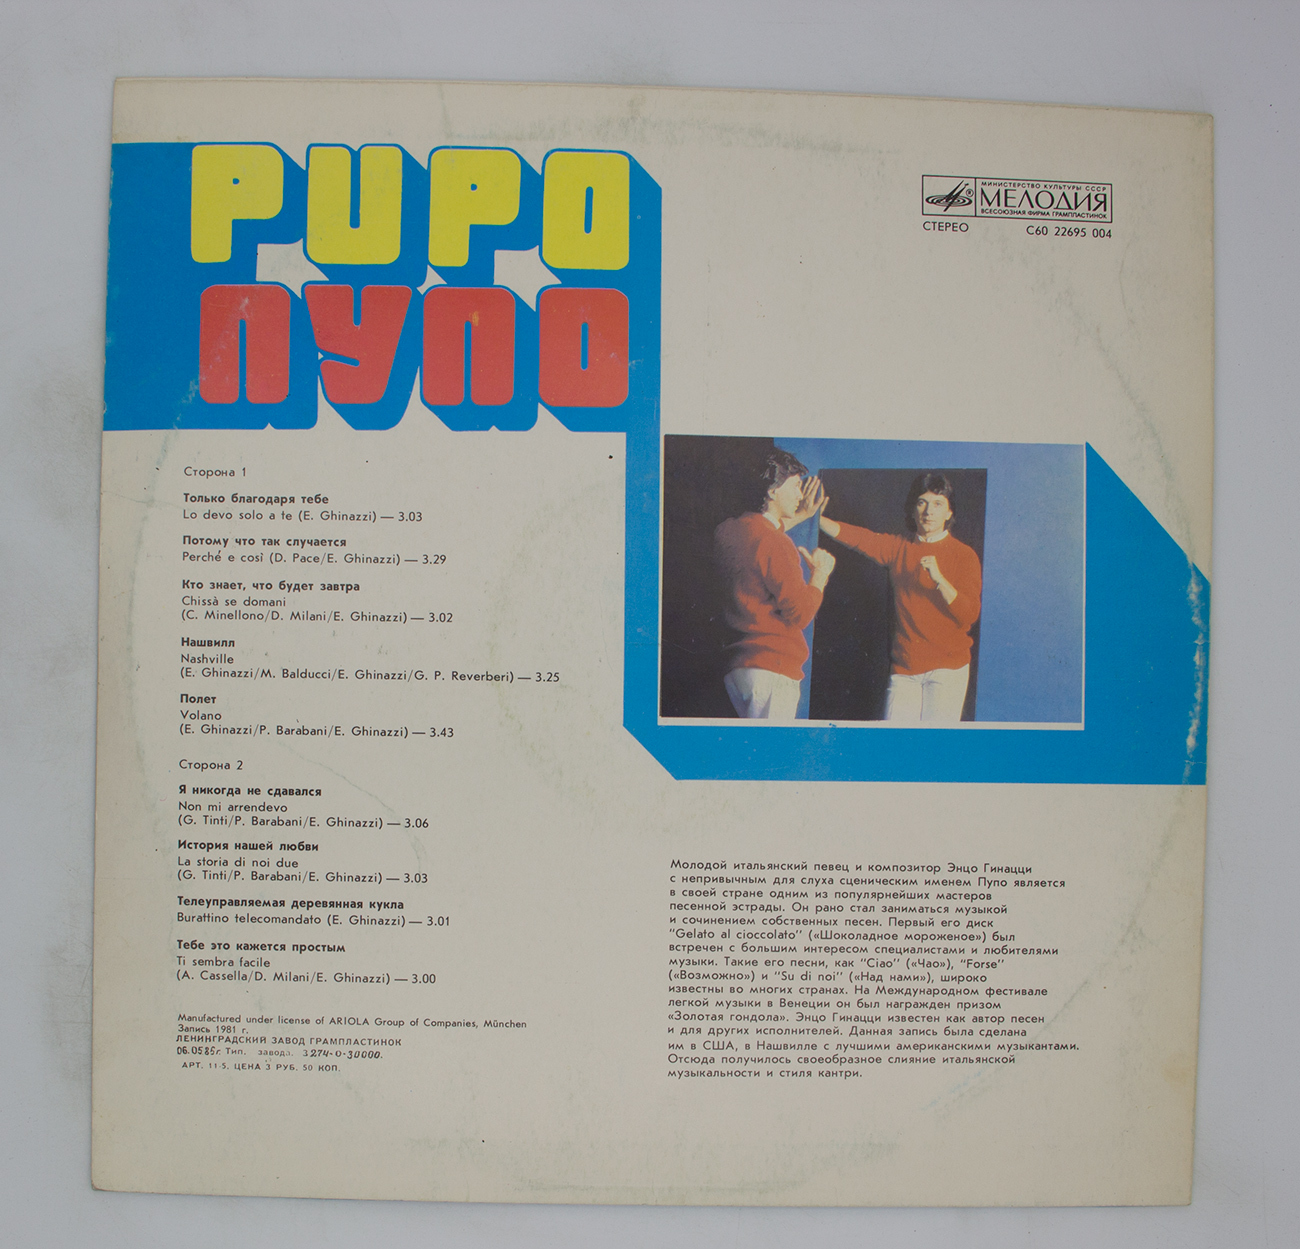 PUPO
ПУПО
МИНИСТЕРСТВО КУЛЬТУРЫ СССР
МЕЛОДИЯ
ВСЕСОЮЗНАЯ ФИРМА ГРАМПЛАСТИНОК
СТЕРЕО С60 22695 004
Сторона 1
Только благодаря тебе
Lo devo solo a te (E. Ghinazzi) — 3.03
Потому что так случается
Perché e così (D. Pace/E. Ghinazzi) — 3.29
Кто знает, что будет завтра
Chissà se domani
(C. Minellono/D. Milani/E. Ghinazzi) — 3.02
Нашвилл
Nashville
(E. Ghinazzi/M. Balducci/E. Ghinazzi/G. P. Reverberi) — 3.25
Полет
Volano
(E. Ghinazzi/P. Barabani/E. Ghinazzi) — 3.43
Сторона 2
Я никогда не сдавался
Non mi arrendevo
(G. Tinti/P. Barabani/E. Ghinazzi) — 3.06
История нашей любви
La storia di noi due
(G. Tinti/P. Barabani/E. Ghinazzi) — 3.03
Телеуправляемая деревянная кукла
Burattino telecomandato (E. Ghinazzi) — 3.01
Тебе это кажется простым
Ti sembra facile
(A. Cassella/D. Milani/E. Ghinazzi) — 3.00
Manufactured under license of ARIOLA Group of Companies, München
Запись 1981 г.
ЛЕНИНГРАДСКИЙ ЗАВОД ГРАМПЛАСТИНОК
06.0585г. Тип. завода. 3274-0-30000.
АРТ. 11-5. ЦЕНА 3 РУБ. 50 КОП.
Молодой итальянский певец и композитор Энцо Гинацци
с непривычным для слуха сценическим именем Пупо является
в своей стране одним из популярнейших мастеров
песенной эстрады. Он рано стал заниматься музыкой
и сочинением собственных песен. Первый его диск
"Gelato al cioccolato" («Шоколадное мороженое») был
встречен с большим интересом специалистами и любителями
музыки. Такие его песни, как "Ciao" («Чао»), "Forse"
(«Возможно») и "Su di noi" («Над нами»), широко
известны во многих странах. На Международном фестивале
легкой музыки в Венеции он был награжден призом
«Золотая гондола». Энцо Гинацци известен как автор песен
и для других исполнителей. Данная запись была сделана
им в США, в Нашвилле с лучшими американскими музыкантами.
Отсюда получилось своеобразное слияние итальянской
музыкальности и стиля кантри.